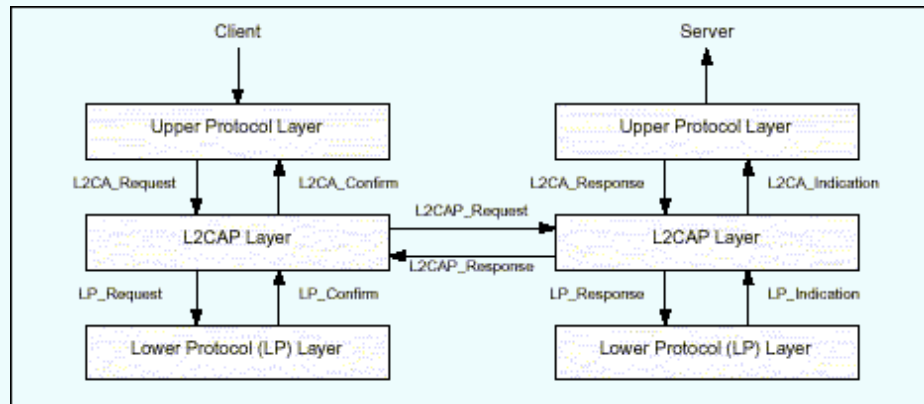 Client
Server
Upper Protocol Layer
Upper Protocol Layer
L2CA_Request
L2CA_Confirm
L2CA_Response
L2CA_Indication
L2CAP_Request
L2CAP Layer
L2CAP Layer
L2CAP_Response
LP_Request
LP_Confirm
LP_Response
LP_Indication
Lower Protocol (LP) Layer
Lower Protocol (LP) Layer